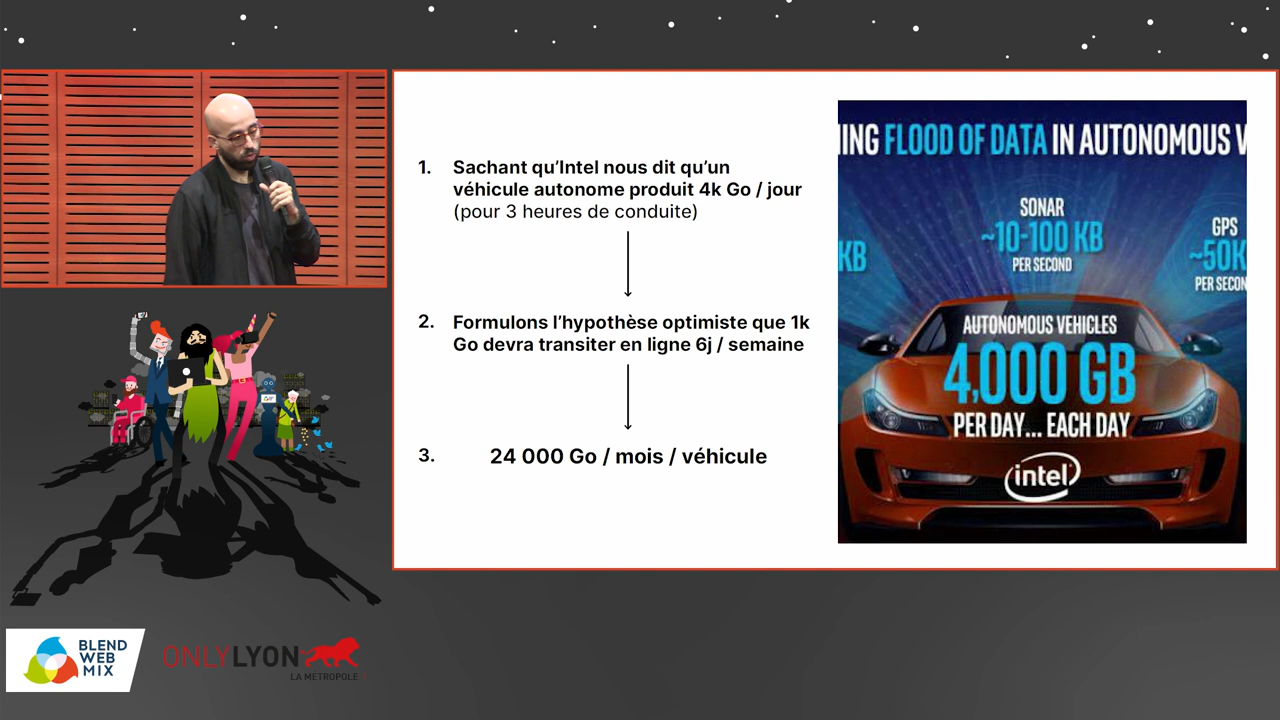 1. Sachant qu'Intel nous dit qu'un
véhicule autonome produit 4k Go / jour
(pour 3 heures de conduite)
2. Formulons l'hypothèse optimiste que 1k
Go devra transiter en ligne 6j / semaine
3. 24 000 Go / mois / véhicule
ING FLOOD OF DATA IN AUTONOMOUS V
SONAR
~10-100 KB
PER SECOND
KB
GPS
~50K
PER SECON
AUTONOMOUS VEHICLES
4,000 GB
PER DAY... EACH DAY
intel
BLEND
WEB
MIX
ONLYLYON
LA MÉTROPOLE